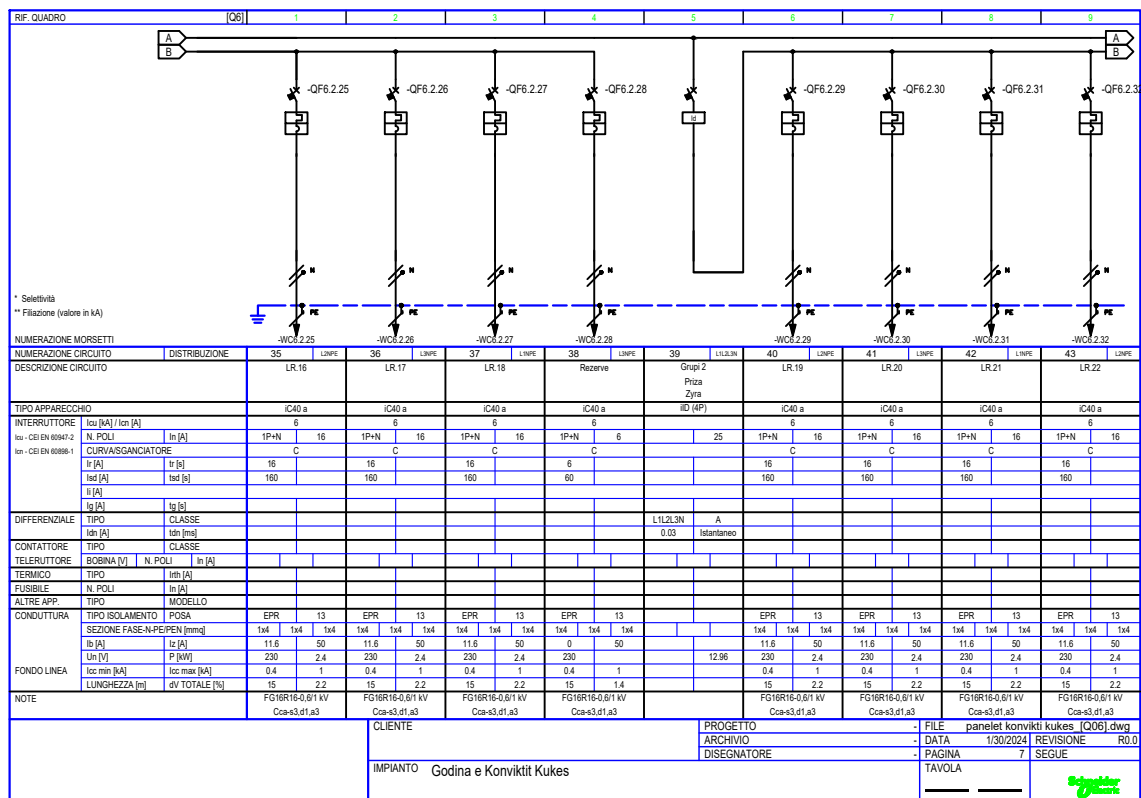 RIF. QUADRO [Q6] 1 2 3 4 5 6 7 8 9
A A
B B
-QF6.2.25 -QF6.2.26 -QF6.2.27 -QF6.2.28 -QF6.2.29 -QF6.2.30 -QF6.2.31 -QF6.2.32
Id
N N N N N N N N
* Selettività
** Filiazione (valore in kA)
PE PE PE PE PE PE PE PE
NUMERAZIONE MORSETTI -WC6.2.25 -WC6.2.26 -WC6.2.27 -WC6.2.28 -WC6.2.29 -WC6.2.30 -WC6.2.31 -WC6.2.32
NUMERAZIONE CIRCUITO DISTRIBUZIONE 35 L2NPE 36 L3NPE 37 L1NPE 38 L3NPE 39 L1L2L3N 40 L2NPE 41 L3NPE 42 L1NPE 43 L2NPE
DESCRIZIONE CIRCUITO LR.16 LR.17 LR.18 Rezerve Grupi 2 LR.19 LR.20 LR.21 LR.22
Priza
Zyra
TIPO APPARECCHIO iC40 a iC40 a iC40 a iC40 a iID (4P) iC40 a iC40 a iC40 a iC40 a
INTERRUTTORE Icu [kA] / Icn [A] 6 6 6 6 6 6 6 6
Icu - CEI EN 60947-2 N. POLI In [A] 1P+N 16 1P+N 16 1P+N 16 1P+N 6 25 1P+N 16 1P+N 16 1P+N 16 1P+N 16
Icn - CEI EN 60898-1 CURVA/SGANCIATORE C C C C C C C C
Ir [A] tr [s] 16 16 16 6 16 16 16 16
Isd [A] tsd [s] 160 160 160 60 160 160 160 160
Ii [A]
Ig [A] tg [s]
DIFFERENZIALE TIPO CLASSE L1L2L3N A
Idn [A] tdn [ms] 0.03 Istantaneo
CONTATTORE TIPO CLASSE
TELERUTTORE BOBINA [V] N. POLI In [A]
TERMICO TIPO Irth [A]
FUSIBILE N. POLI In [A]
ALTRE APP. TIPO MODELLO
CONDUTTURA TIPO ISOLAMENTO POSA EPR 13 EPR 13 EPR 13 EPR 13 EPR 13 EPR 13 EPR 13 EPR 13
SEZIONE FASE-N-PE/PEN [mmq] 1x4 1x4 1x4 1x4 1x4 1x4 1x4 1x4 1x4 1x4 1x4 1x4 1x4 1x4 1x4 1x4 1x4 1x4 1x4 1x4 1x4 1x4 1x4 1x4
Ib [A] Iz [A] 11.6 50 11.6 50 11.6 50 0 50 11.6 50 11.6 50 11.6 50 11.6 50
Un [V] P [kW] 230 2.4 230 2.4 230 2.4 230 12.96 230 2.4 230 2.4 230 2.4 230 2.4
FONDO LINEA Icc min [kA] Icc max [kA] 0.4 1 0.4 1 0.4 1 0.4 1 0.4 1 0.4 1 0.4 1 0.4 1
LUNGHEZZA [m] dV TOTALE [%] 15 2.2 15 2.2 15 2.2 15 1.4 15 2.2 15 2.2 15 2.2 15 2.2
NOTE FG16R16-0,6/1 kV FG16R16-0,6/1 kV FG16R16-0,6/1 kV FG16R16-0,6/1 kV FG16R16-0,6/1 kV FG16R16-0,6/1 kV FG16R16-0,6/1 kV FG16R16-0,6/1 kV
Cca-s3,d1,a3 Cca-s3,d1,a3 Cca-s3,d1,a3 Cca-s3,d1,a3 Cca-s3,d1,a3 Cca-s3,d1,a3 Cca-s3,d1,a3 Cca-s3,d1,a3
CLIENTE PROGETTO - FILE panelet konvikti kukes_[Q06].dwg
ARCHIVIO - DATA 1/30/2024 REVISIONE R0.0
DISEGNATORE - PAGINA 7 SEGUE
IMPIANTO Godina e Konviktit Kukes TAVOLA
Schneider Electric